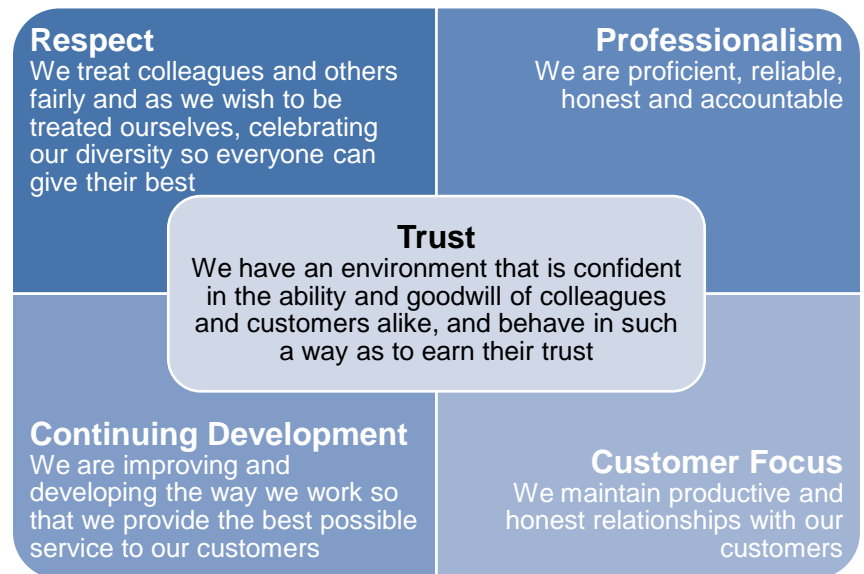 Respect
We treat colleagues and others
fairly and as we wish to be
treated ourselves, celebrating
our diversity so everyone can
give their best
Professionalism
We are proficient, reliable,
honest and accountable
Trust
We have an environment that is confident
in the ability and goodwill of colleagues
and customers alike, and behave in such
a way as to earn their trust
Continuing Development
We are improving and
developing the way we work so
that we provide the best possible
service to our customers
Customer Focus
We maintain productive and
honest relationships with our
customers